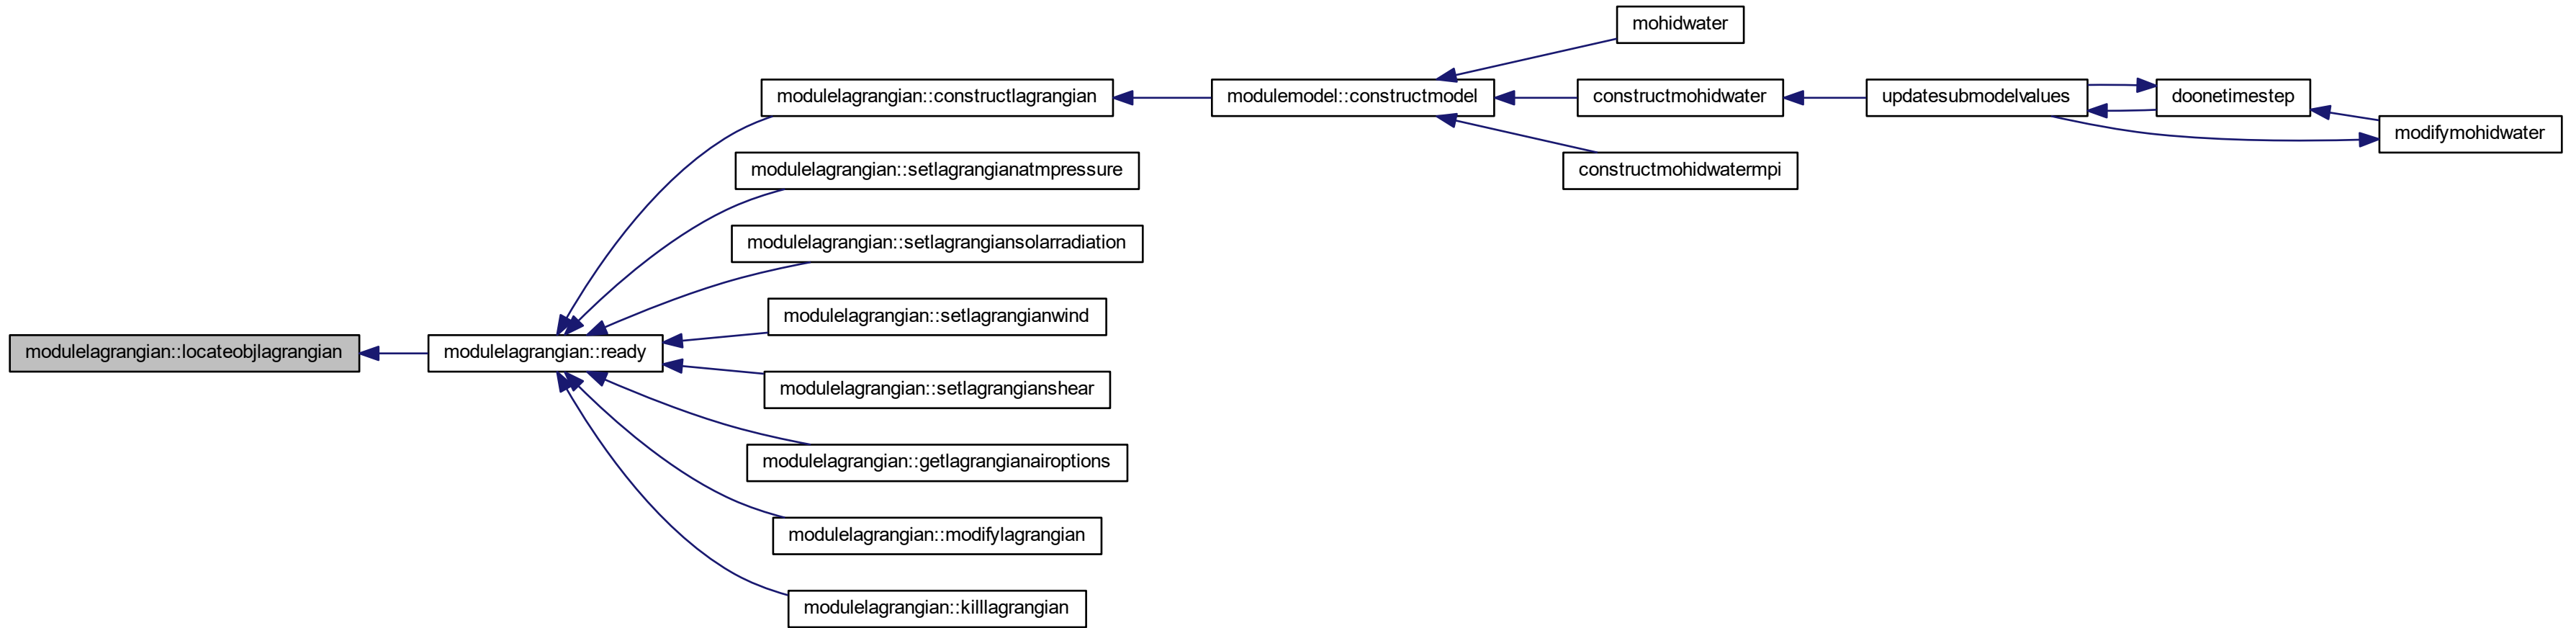 mohidwater
modulelagrangian::constructlagrangian
modulemodel::constructmodel
constructmohidwater
updatesubmodelvalues
doonetimestep
modifymohidwater
modulelagrangian::setlagrangianatmpressure
constructmohidwatermpi
modulelagrangian::setlagrangiansolarradiation
modulelagrangian::setlagrangianwind
modulelagrangian::locateobjlagrangian
modulelagrangian::ready
modulelagrangian::setlagrangianshear
modulelagrangian::getlagrangianairoptions
modulelagrangian::modifylagrangian
modulelagrangian::killlagrangian